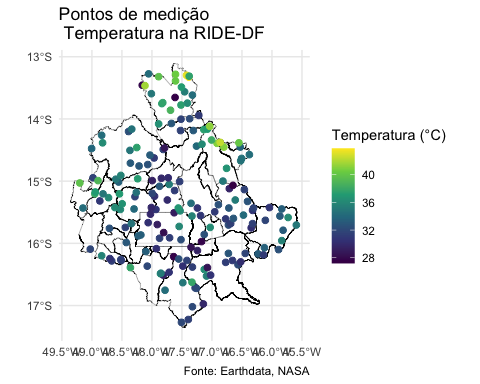 Pontos de medição
Temperatura na RIDE-DF
13°S
14°S
15°S
16°S
17°S
49.5°W 49.0°W 48.5°W 48.0°W 47.5°W 47.0°W 46.5°W 46.0°W 45.5°W
Temperatura (°C)
40
36
32
28
Fonte: Earthdata, NASA